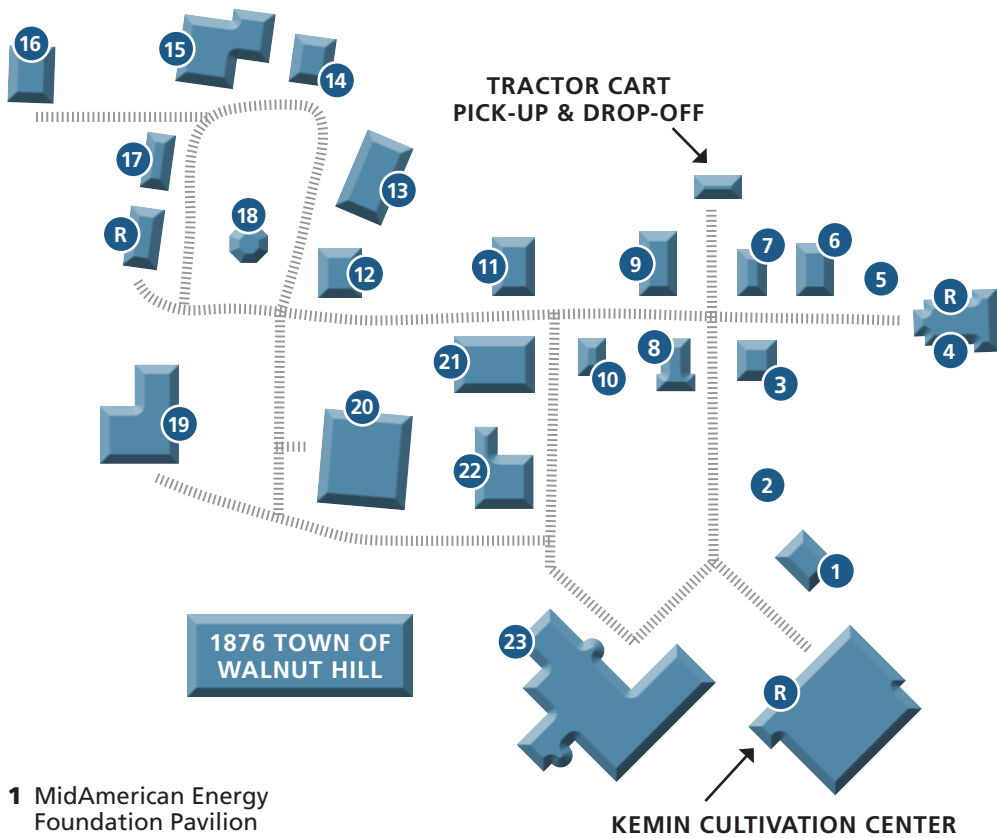 16
15
14
TRACTOR CART
PICK-UP & DROP-OFF
17
13
18
R
12
11
9
7
6
5
R
4
21
10
8
3
19
20
22
2
1
1876 TOWN OF
WALNUT HILL
23
R
1 MidAmerican Energy
Foundation Pavilion
KEMIN CULTIVATION CENTER